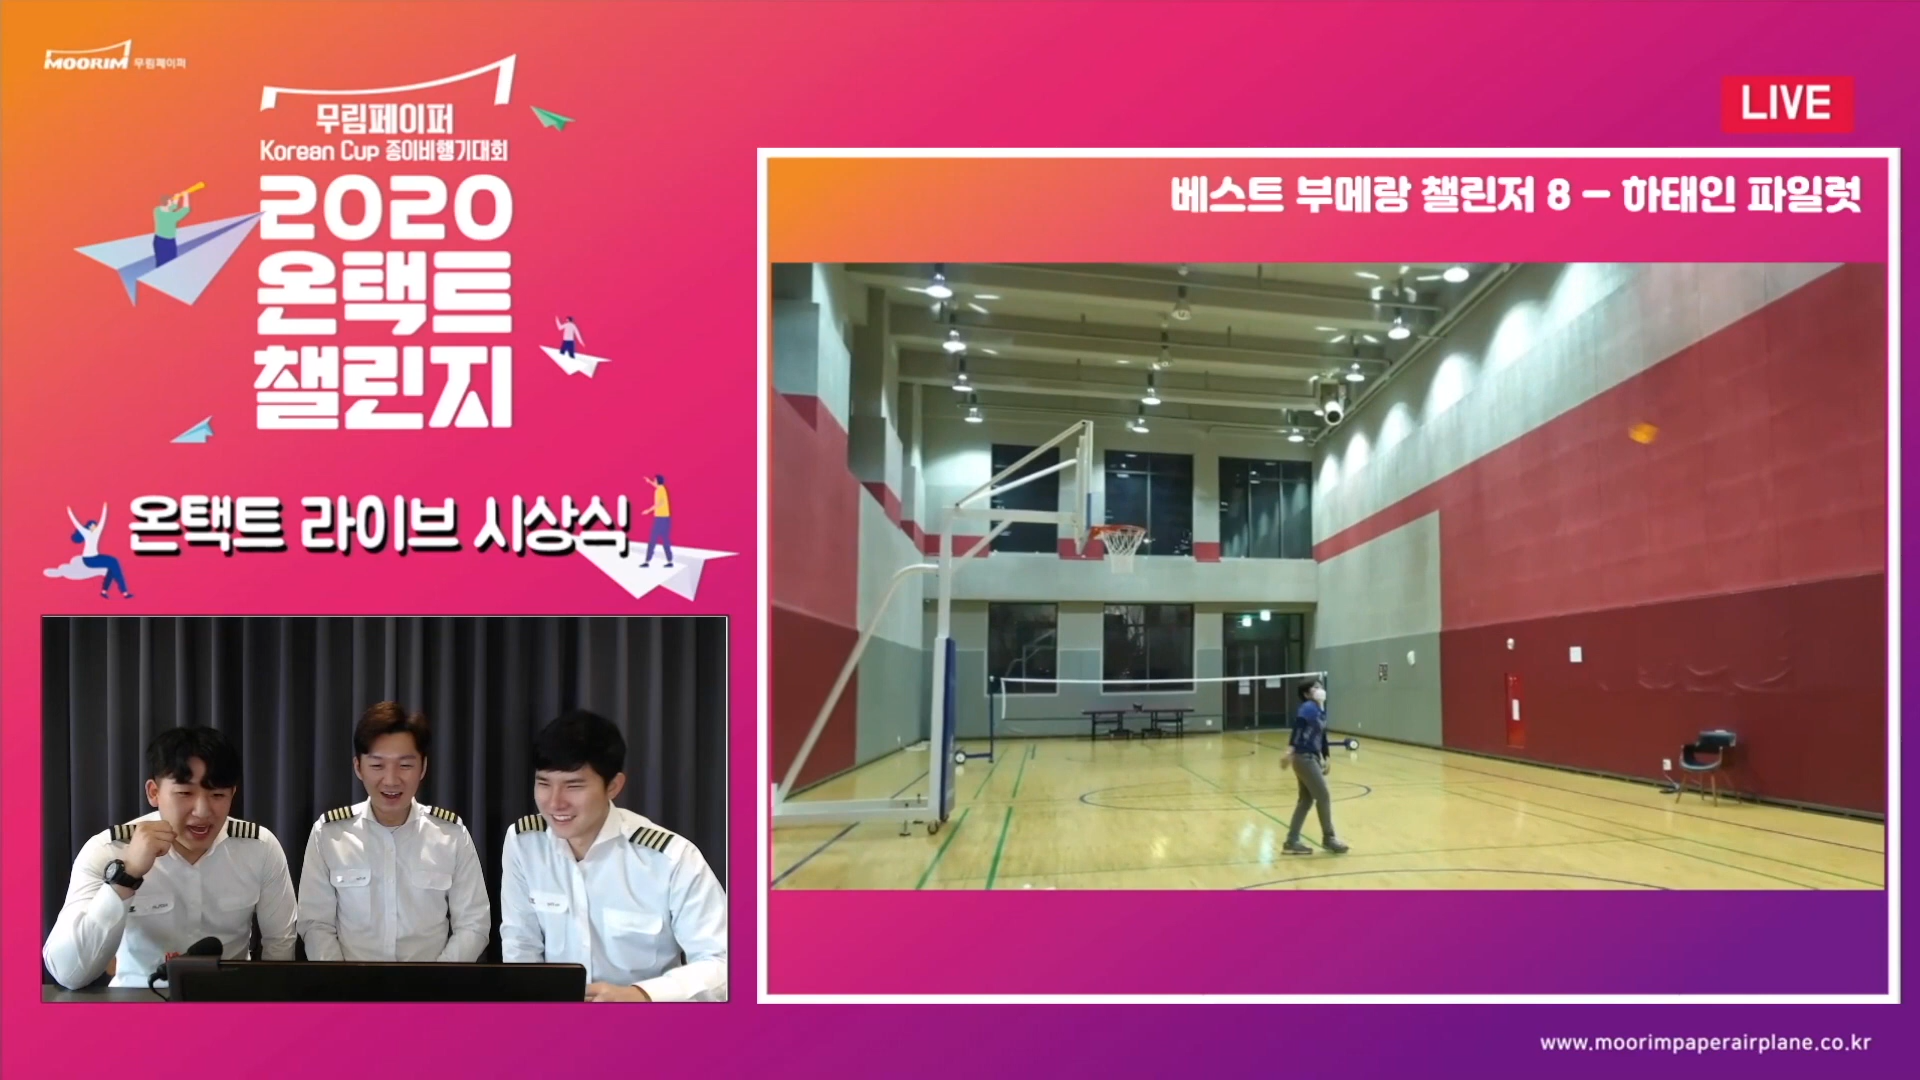 MOORIM 무림페이퍼
무림페이퍼
Korean Cup 종이비행기대회
2020
온택트
챌린지
온택트 라이브 시상식
LIVE
베스트 부메랑 챌린저 8 – 하태인 파일럿
www.moorimpaperairplane.co.kr